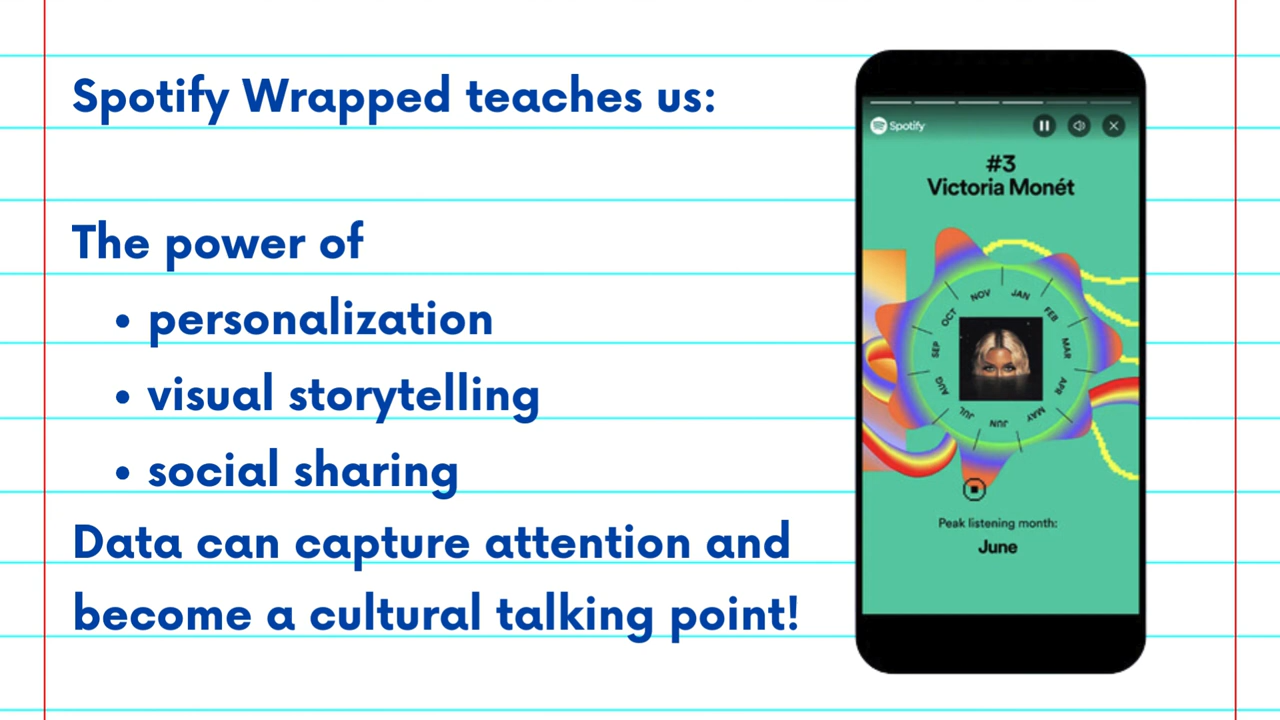 Spotify Wrapped teaches us:
The power of
• personalization
• visual storytelling
• social sharing
Data can capture attention and
become a cultural talking point!
Spotify
#3
Victoria Monét
JAN
FEB
MAR
APR
MAY
JUN
JUL
AUG
SEP
OCT
NOV
Peak listening month:
June